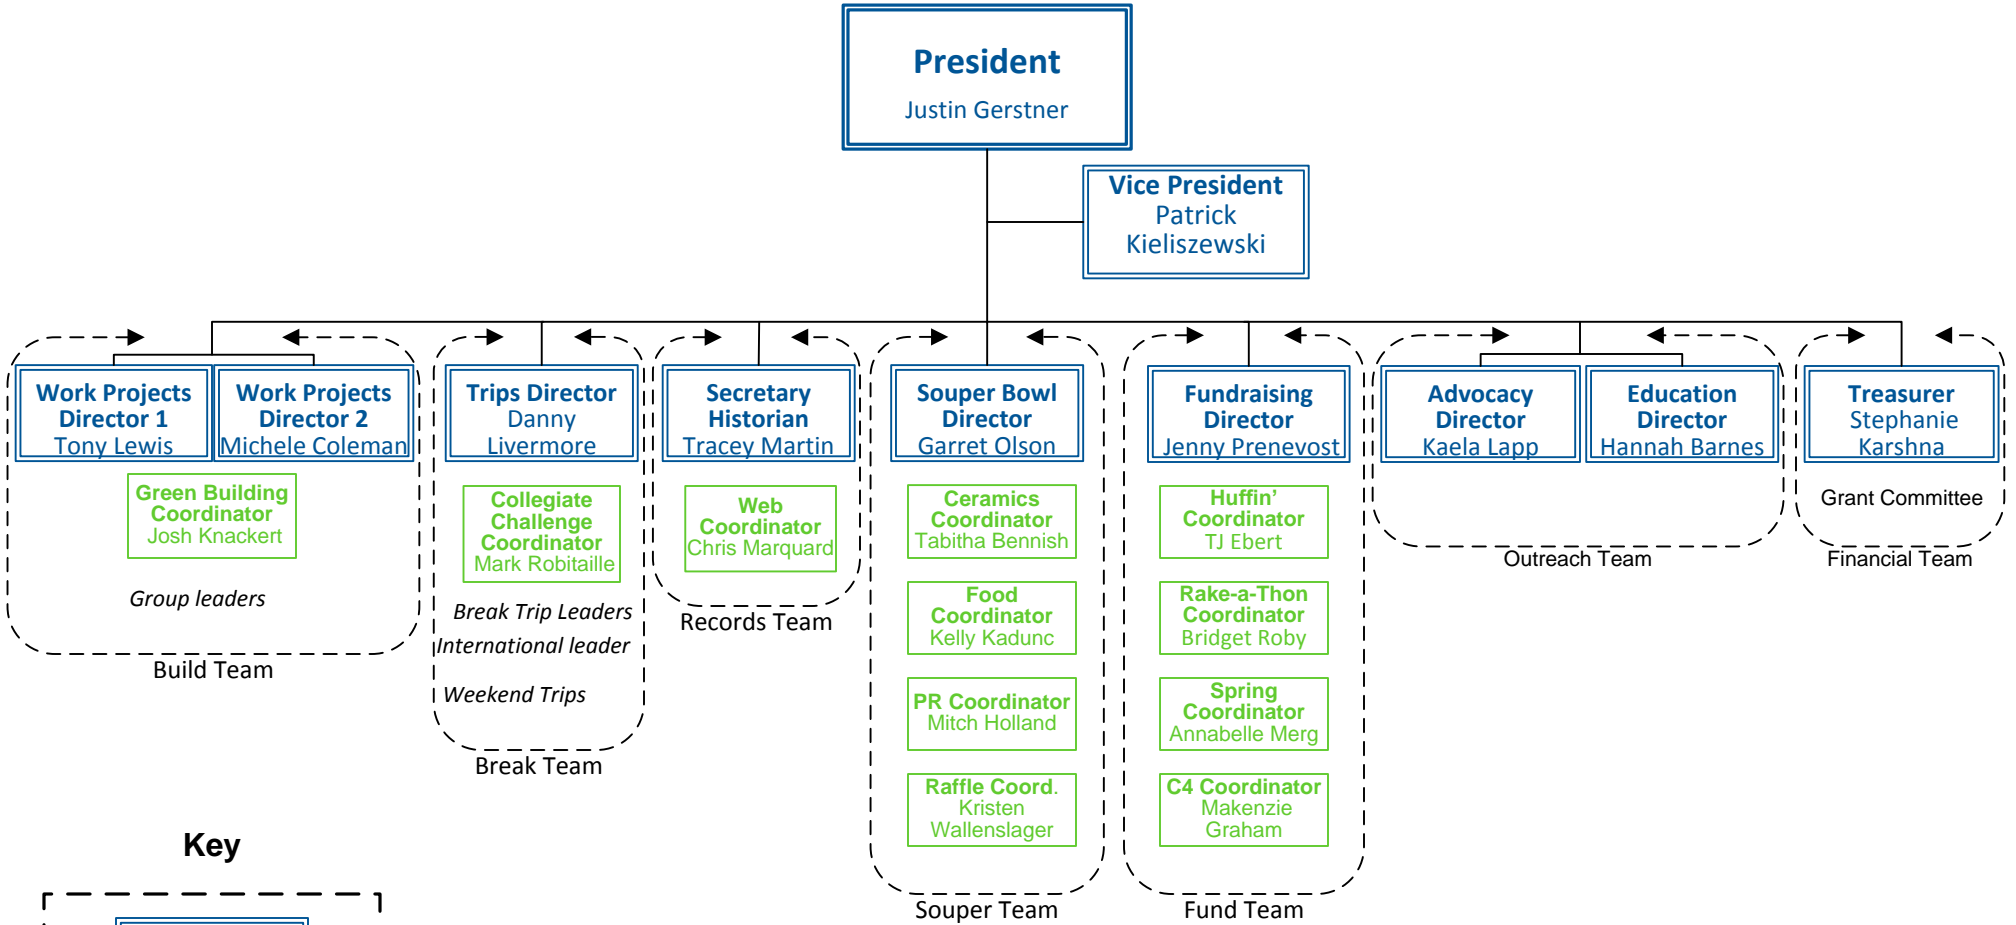 President
Justin Gerstner
Vice President
Patrick
Kieliszewski
Work Projects
Director 1
Tony Lewis
Work Projects
Director 2
Michele Coleman
Green Building
Coordinator
Josh Knackert
Group leaders
Build Team
Trips Director
Danny
Livermore
Collegiate
Challenge
Coordinator
Mark Robitaille
Break Trip Leaders
International leader
Weekend Trips
Break Team
Secretary
Historian
Tracey Martin
Web
Coordinator
Chris Marquard
Records Team
Souper Bowl
Director
Garret Olson
Ceramics
Coordinator
Tabitha Bennish
Food
Coordinator
Kelly Kadunc
PR Coordinator
Mitch Holland
Raffle Coord.
Kristen
Wallenslager
Souper Team
Fundraising
Director
Jenny Prenevost
Huffin’
Coordinator
TJ Ebert
Rake-a-Thon
Coordinator
Bridget Roby
Spring
Coordinator
Annabelle Merg
C4 Coordinator
Makenzie
Graham
Fund Team
Advocacy
Director
Kaela Lapp
Education
Director
Hannah Barnes
Outreach Team
Treasurer
Stephanie
Karshna
Grant Committee
Financial Team
Key